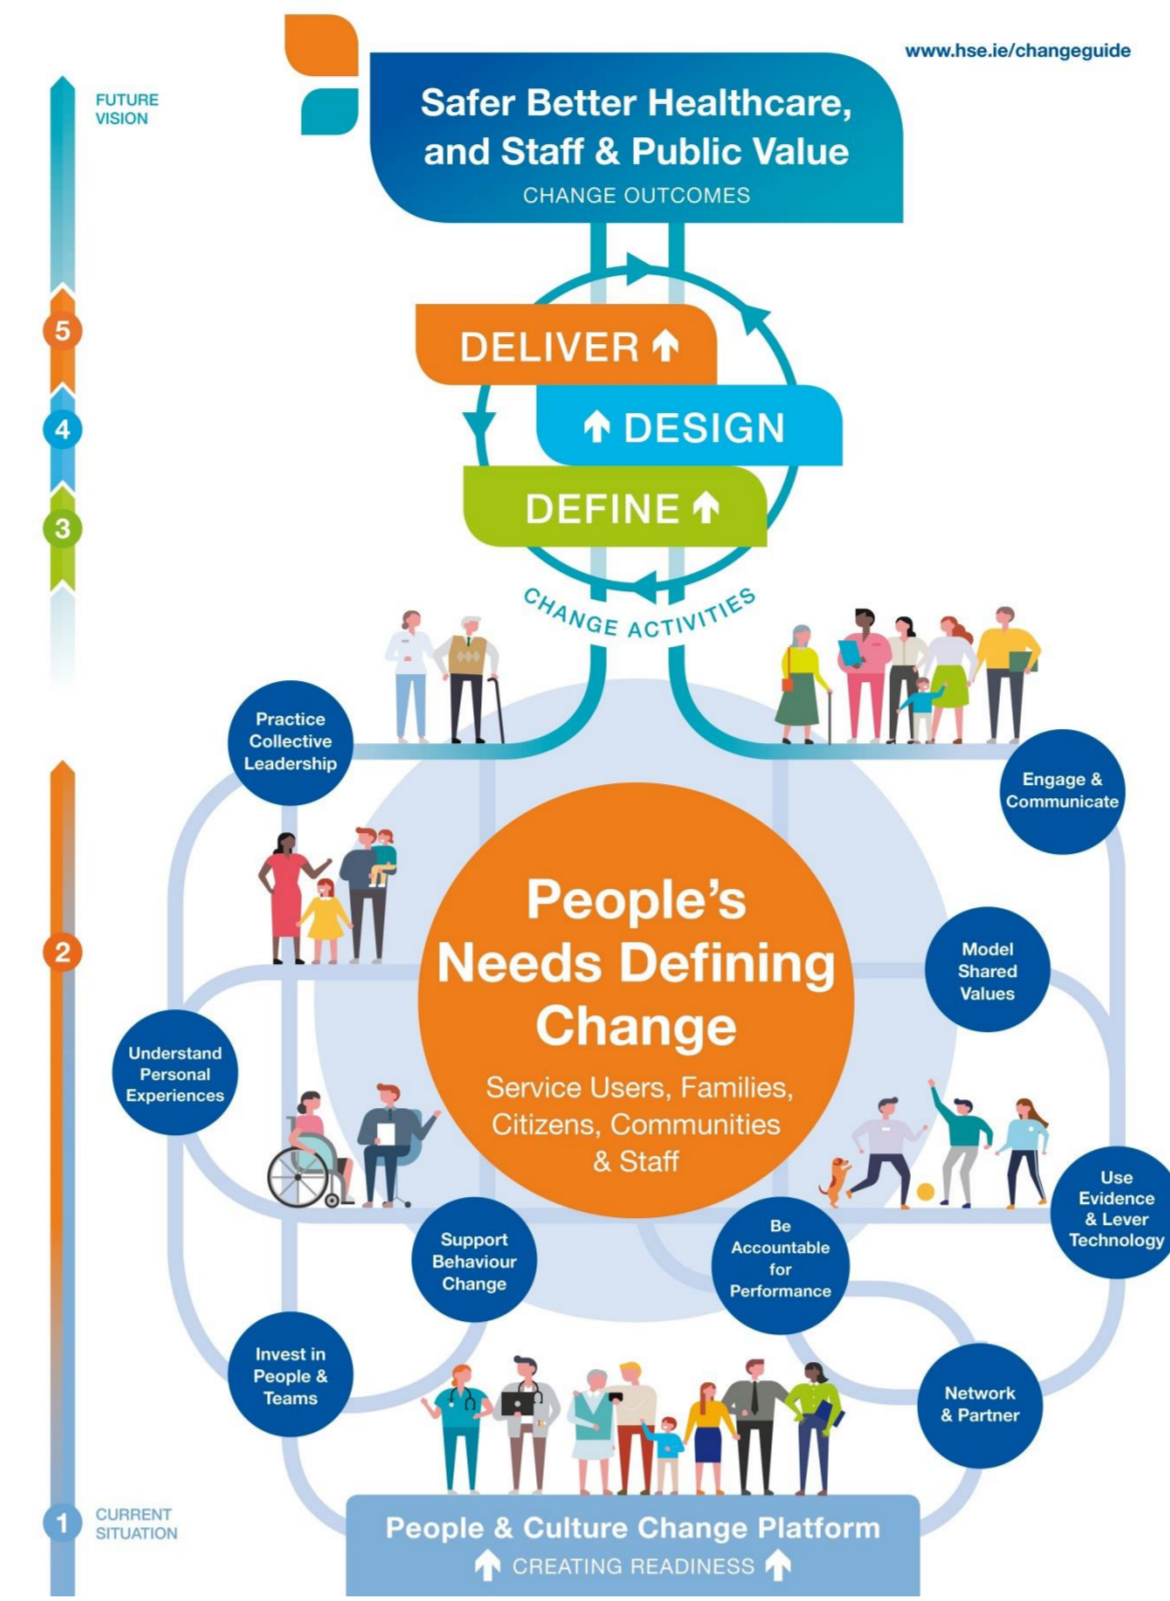 www.hse.ie/changeguide
FUTURE
VISION
Safer Better Healthcare,
and Staff & Public Value
CHANGE OUTCOMES
5
DELIVER
4
DESIGN
3
DEFINE
CHANGE ACTIVITIES
Practice
Collective
Leadership
Engage &
Communicate
2
People's
Needs Defining
Change
Service Users, Families,
Citizens, Communities
& Staff
Model
Shared
Values
Understand
Personal
Experiences
Use
Evidence
& Lever
Technology
Support
Behaviour
Change
Be
Accountable
for
Performance
Invest in
People &
Teams
Network
& Partner
1
CURRENT
SITUATION
People & Culture Change Platform
CREATING READINESS